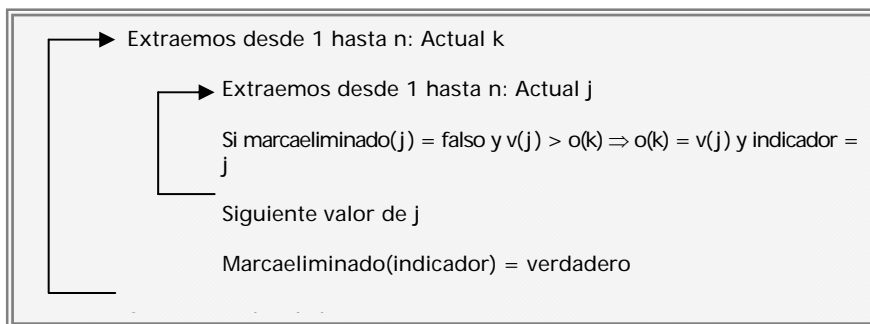 Extraemos desde 1 hasta n: Actual k
Extraemos desde 1 hasta n: Actual j
Si marcaeliminado(j) = falso y v(j) > o(k) ⇒ o(k) = v(j) y indicador =
j
Siguiente valor de j
Marcaeliminado(indicador) = verdadero